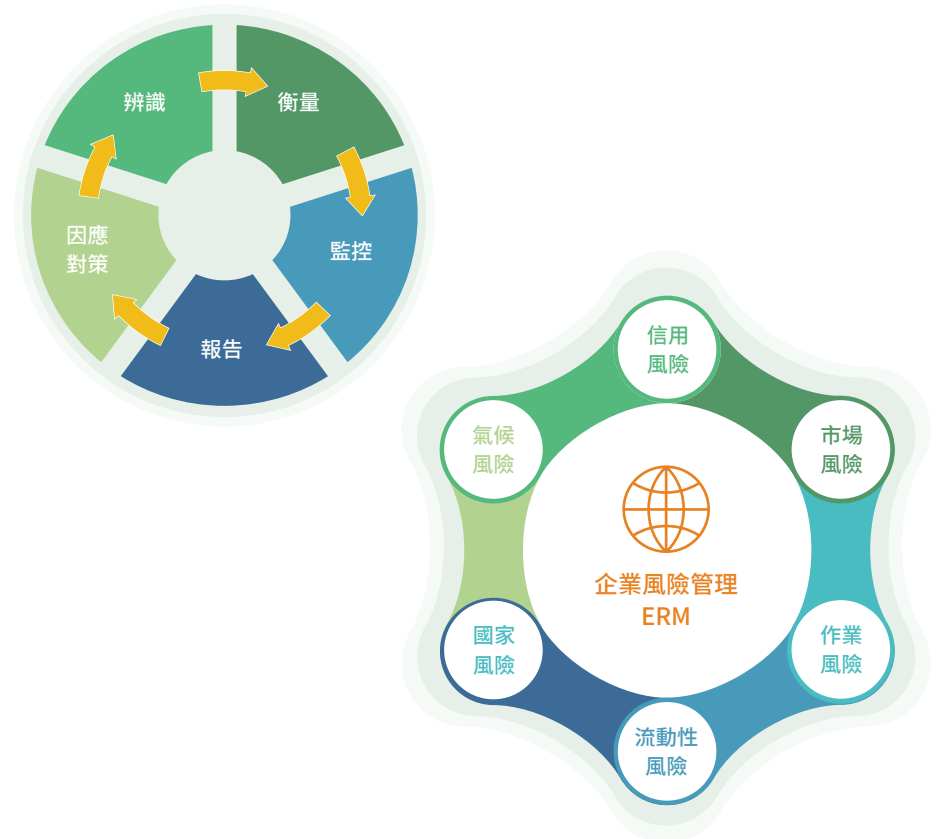 辨識
衡量
監控
報告
因應
對策
信用
風險
市場
風險
作業
風險
流動性
風險
國家
風險
氣候
風險
企業風險管理
ERM